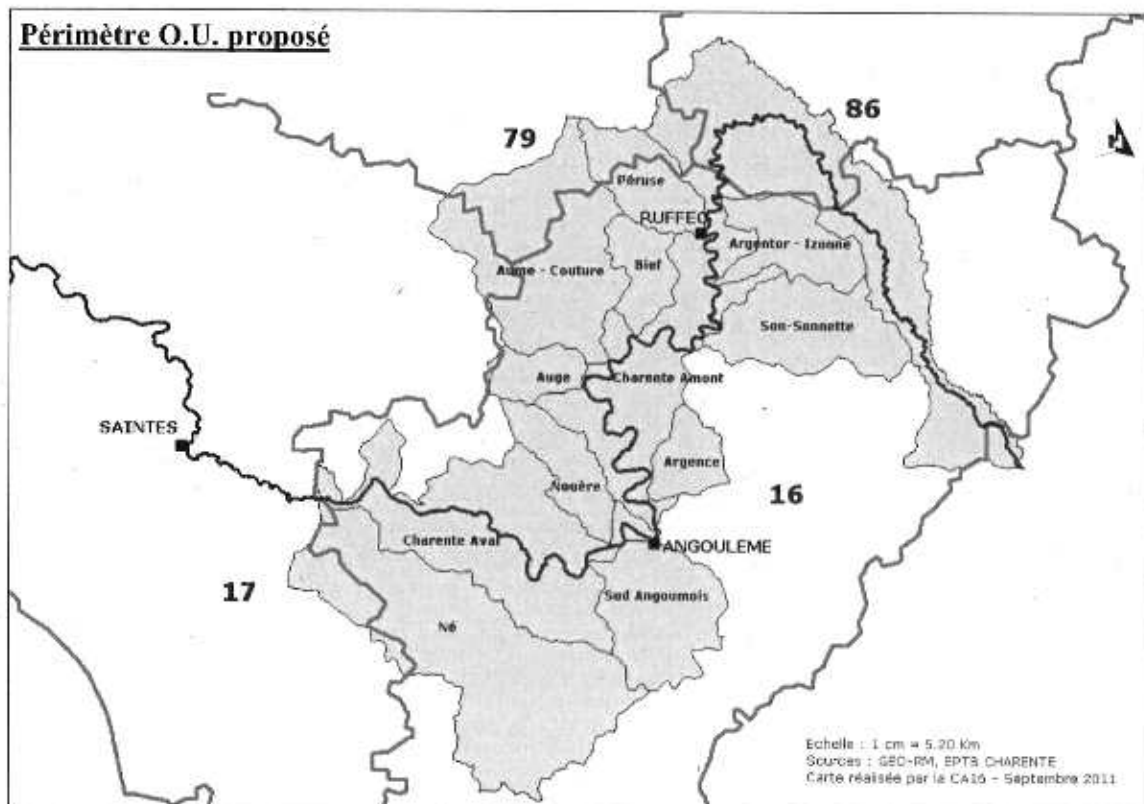 Périmètre O.U. proposé
86
79
Péruse
RUFFEC
Argentor - Izonne
Aume - Couture
Bief
Son-Sonnette
Auge
Charente Amont
SAINTES
Argence
Nouère
16
Charente Aval
ANGOULEME
17
Sud Angoumois
Né
Echelle : 1 cm = 5.20 Km
Sources : GEO-RM, EPTB CHARENTE
Carte réalisée par la CA16 - Septembre 2011